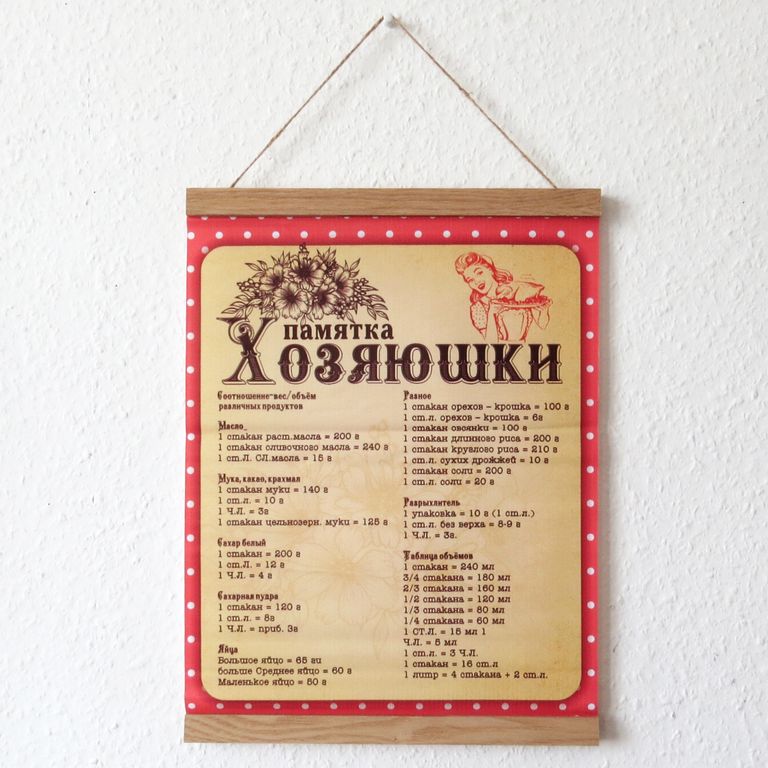 Памятка
Хозяюшки
Соотношение-вес/объём
различных продуктов
Масло_
1 стакан раст.масла = 200 г
1 стакан сливочного масла = 240 г
1 ст.Л. СЛ.масла = 15 г
Мука, какао, крахмал
1 стакан муки = 140 г
1 ст.л. = 10 г
1 Ч.Л. = 3г
1 стакан цельнозерн. муки = 125 г
Сахар белый
1 стакан = 200 г
1 ст.Л. = 12 г
1 Ч.Л. = 4 г
Сахарная пудра
1 стакан = 120 г
1 ст.л. = 8г
1 Ч.Л. = приб. 3г
Яйца
Большое яйцо = 65 ги
больше Среднее яйцо = 60 г
Маленькое яйцо = 50 г
Разное
1 стакан орехов – крошка = 100 г
1 ст.л. орехов – крошка = 6г
1 стакан овсянки = 100 г
1 стакан длинного риса = 200 г
1 стакан круглого риса = 210 г
1 ст.л. сухих дрожжей = 10 г
1 стакан соли = 200 г
1 ст.л. соли = 20 г
Разрыхлитель
1 упаковка = 10 г (1 ст.л.)
1 ст.л. без верха = 8-9 г
1 Ч.Л. = 3г.
Таблица объёмов
1 стакан = 240 мл
3/4 стакана = 180 мл
2/3 стакана = 160 мл
1/2 стакана = 120 мл
1/3 стакана = 80 мл
1/4 стакана = 60 мл
1 СТ.Л. = 15 мл 1
Ч.Л. = 5 мл
1 ст.л. = 3 Ч.Л.
1 стакан = 16 ст.л
1 литр = 4 стакана + 2 ст.л.